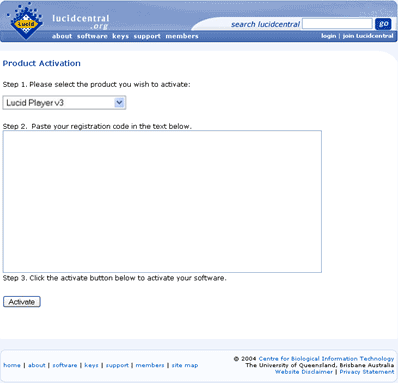 Lucid
lucidcentral
.org
search lucidcentral
go
about software keys support members
login | join lucidcentral
Product Activation
Step 1. Please select the product you wish to activate:
Lucid Player v3
Step 2. Paste your registration code in the text below.
Step 3. Click the activate button below to activate your software.
Activate
home | about | software | keys | support | members | site map
© 2004 Centre for Biological Information Technology
The University of Queensland, Brisbane Australia
Website Disclaimer | Privacy Statement